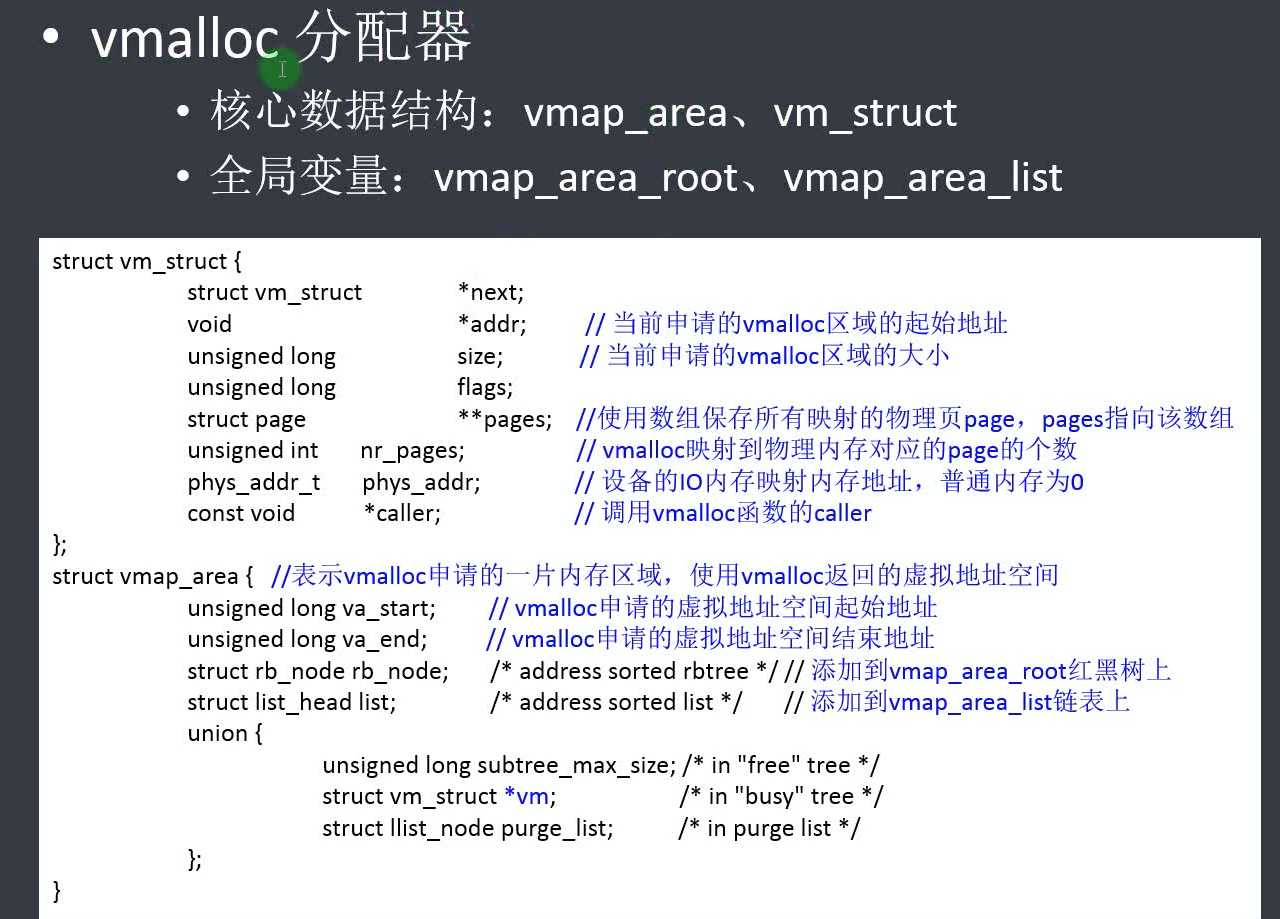 • vmalloc 分配器
• 核心数据结构：vmap_area、vm_struct
• 全局变量：vmap_area_root、vmap_area_list
struct vm_struct {
struct vm_struct *next;
void *addr; // 当前申请的vmalloc区域的起始地址
unsigned long size; // 当前申请的vmalloc区域的大小
unsigned long flags;
struct page **pages; //使用数组保存所有映射的物理页page，pages指向该数组
unsigned int nr_pages; // vmalloc映射到物理内存对应的page的个数
phys_addr_t phys_addr; // 设备的IO内存映射内存地址，普通内存为0
const void *caller; // 调用vmalloc函数的caller
};
struct vmap_area { //表示vmalloc申请的一片内存区域，使用vmalloc返回的虚拟地址空间
unsigned long va_start; // vmalloc申请的虚拟地址空间起始地址
unsigned long va_end; // vmalloc申请的虚拟地址空间结束地址
struct rb_node rb_node; /* address sorted rbtree */ // 添加到vmap_area_root红黑树上
struct list_head list; /* address sorted list */ // 添加到vmap_area_list链表上
union {
unsigned long subtree_max_size; /* in "free" tree */
struct vm_struct *vm; /* in "busy" tree */
struct llist_node purge_list; /* in purge list */
};
}